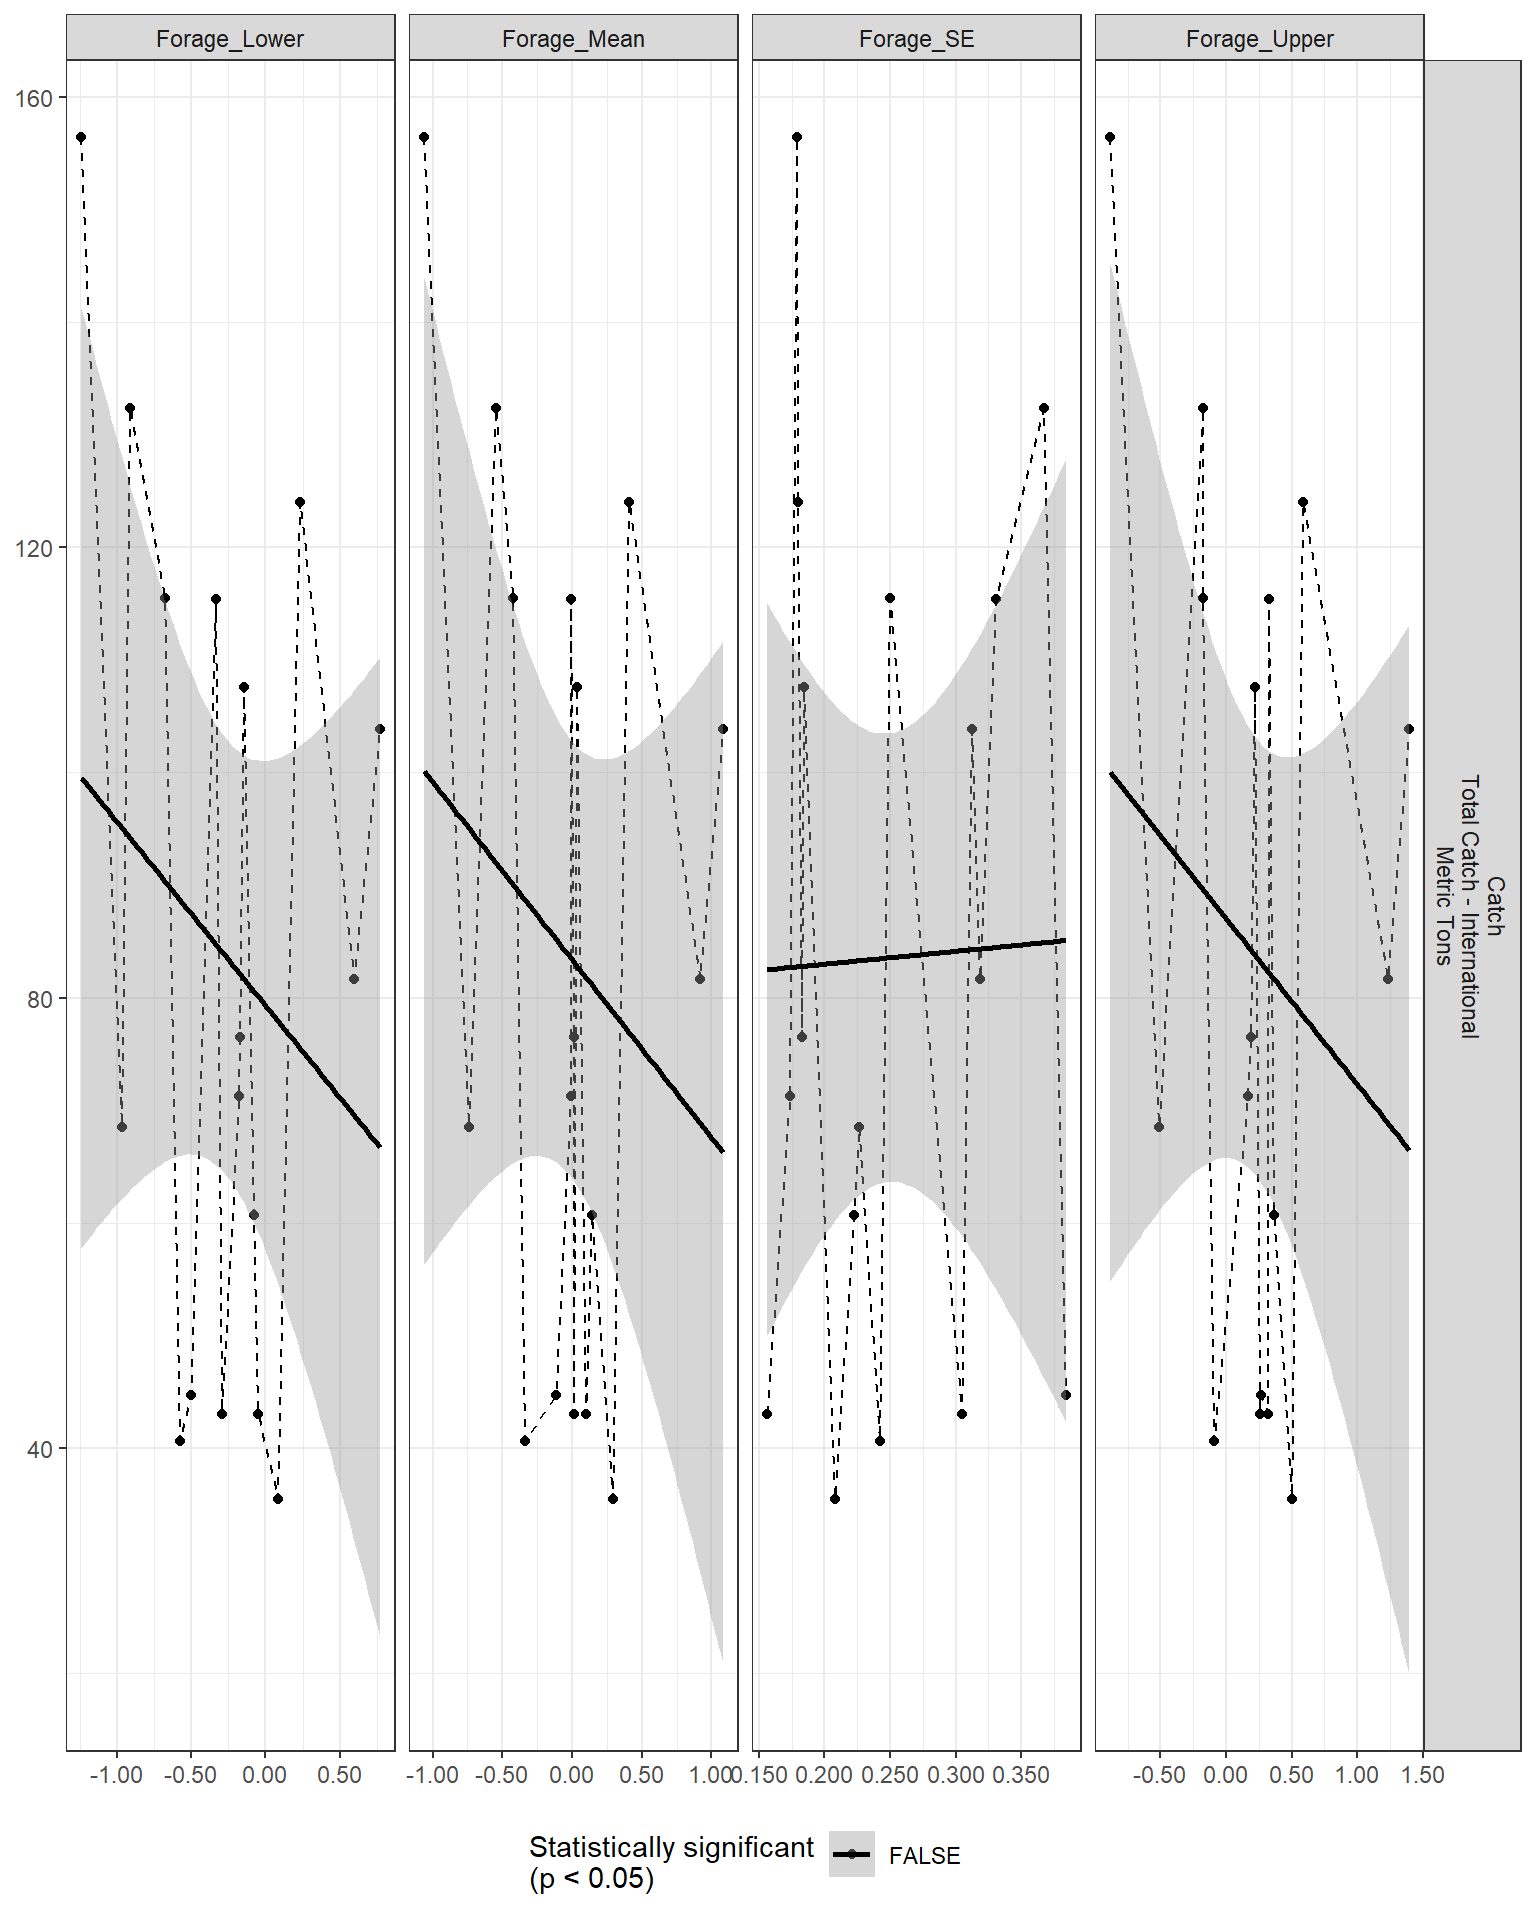 Forage_Lower
Forage_Mean
Forage_SE
Forage_Upper
160
120
80
40
Catch
Total Catch - International
Metric Tons
-1.00 -0.50 0.00 0.50
-1.00 -0.50 0.00 0.50 1.00
0.150 0.200 0.250 0.300 0.350
-0.50 0.00 0.50 1.00 1.50
Statistically significant
(p < 0.05)
FALSE